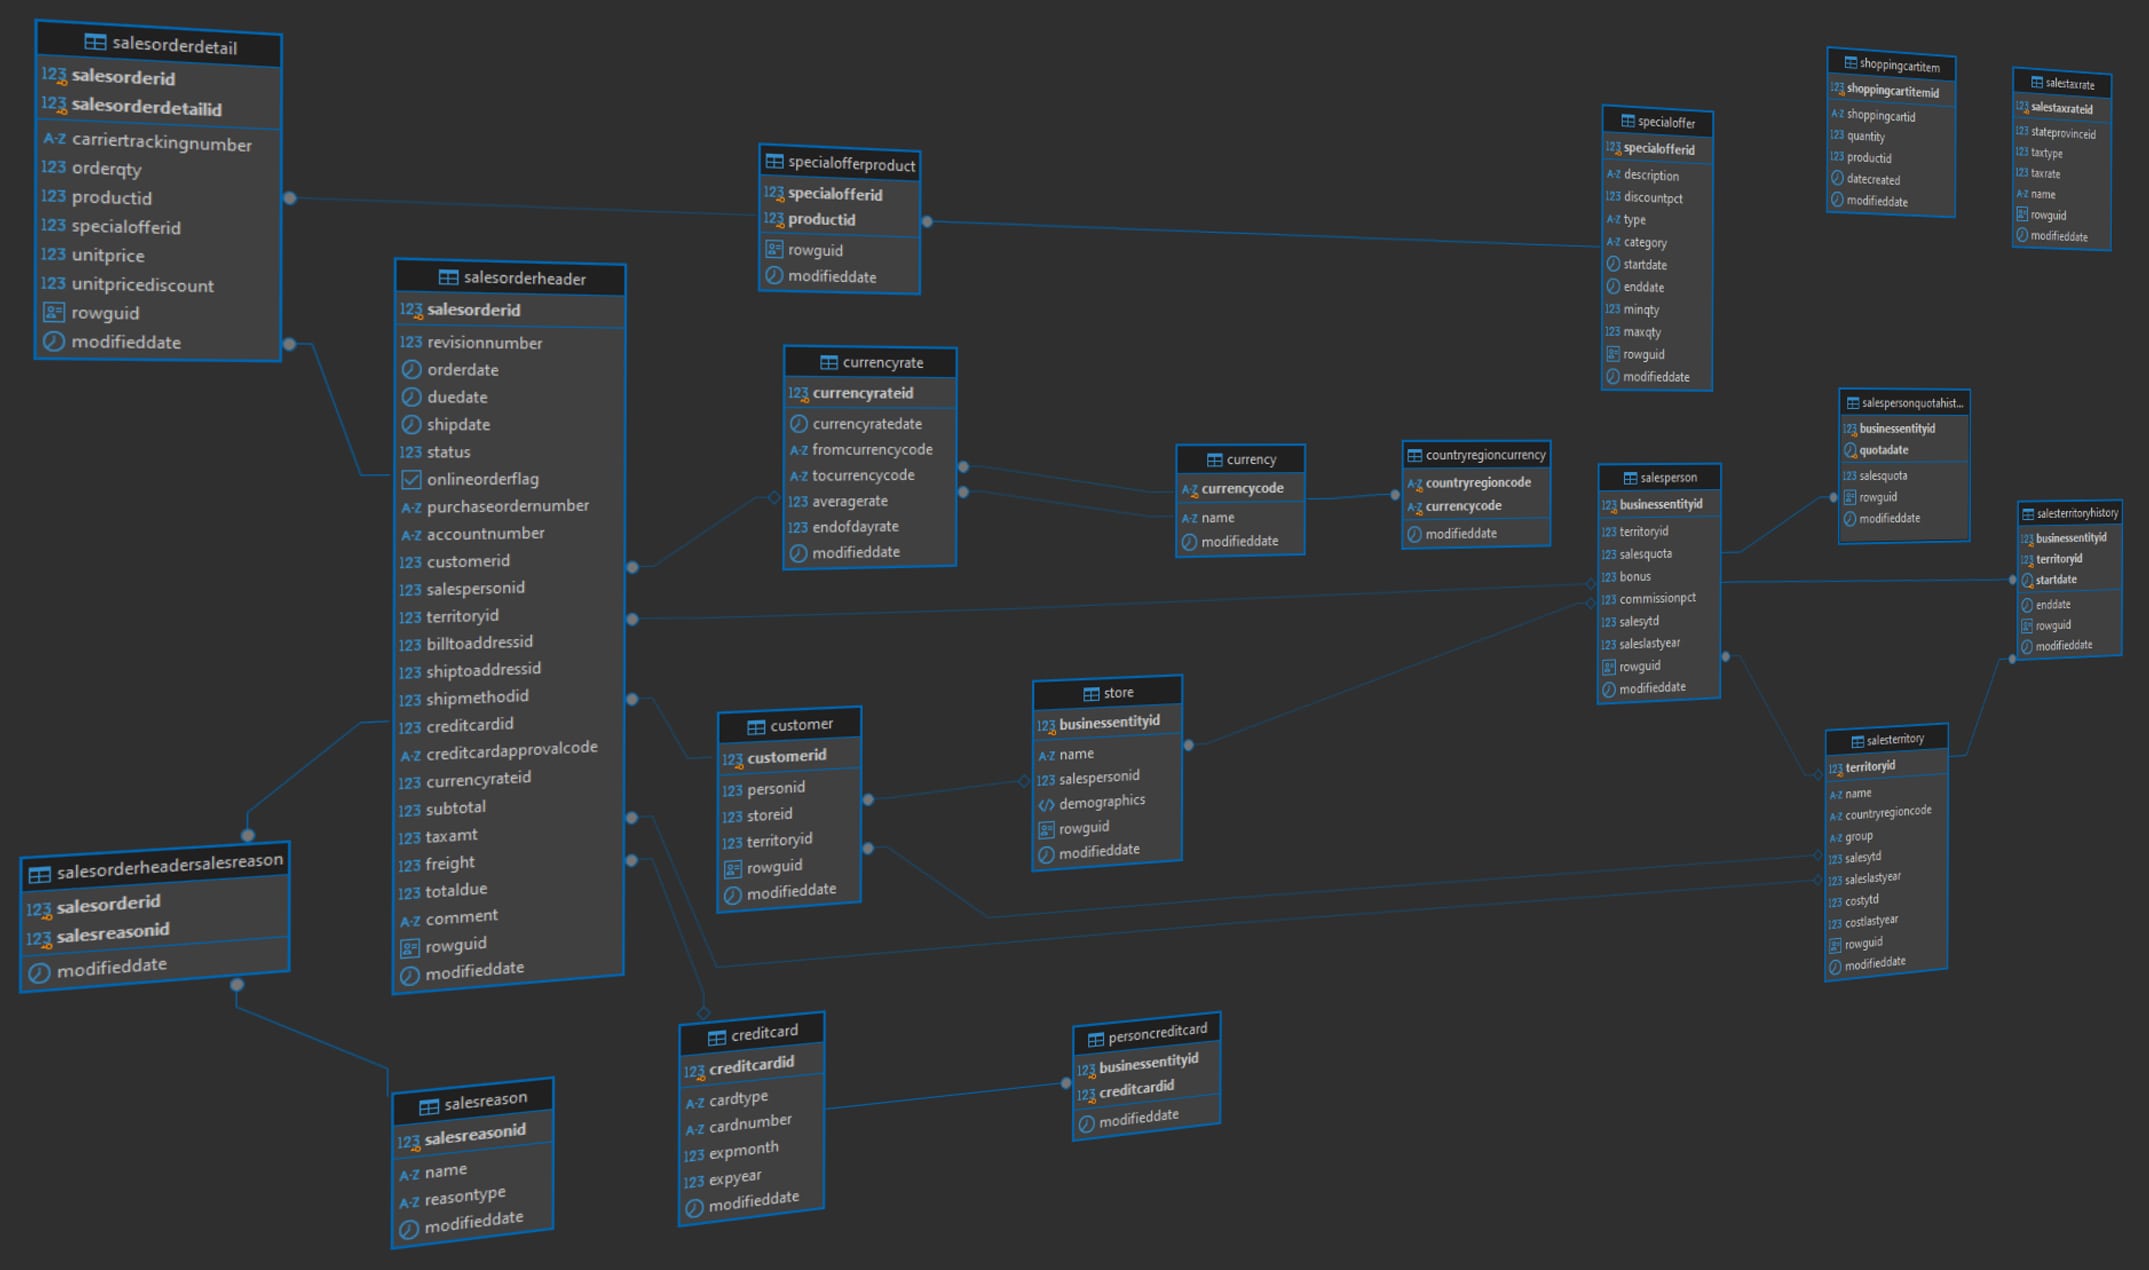 salesorderdetail
123 salesorderid
123 salesorderdetailid
A-Z carriertrackingnumber
123 orderqty
123 productid
123 specialofferid
123 unitprice
123 unitpricediscount
rowguid
modifieddate
salesorderheader
123 salesorderid
123 revisionnumber
orderdate
duedate
shipdate
123 status
onlineorderflag
A-Z purchaseordernumber
A-Z accountnumber
123 customerid
123 salespersonid
123 territoryid
123 billtoaddressid
123 shiptoaddressid
123 shipmethodid
123 creditcardid
A-Z creditcardapprovalcode
123 currencyrateid
123 subtotal
123 taxamt
123 freight
123 totaldue
A-Z comment
rowguid
modifieddate
salesorderheadersalesreason
123 salesorderid
123 salesreasonid
modifieddate
salesreason
123 salesreasonid
A-Z name
A-Z reasontype
modifieddate
specialofferproduct
123 specialofferid
123 productid
rowguid
modifieddate
currencyrate
123 currencyrateid
currencyratedate
A-Z fromcurrencycode
A-Z tocurrencycode
123 averagerate
123 endofdayrate
modifieddate
customer
123 customerid
123 personid
123 storeid
123 territoryid
rowguid
modifieddate
creditcard
123 creditcardid
A-Z cardtype
A-Z cardnumber
123 expmonth
123 expyear
modifieddate
currency
A-Z currencycode
A-Z name
modifieddate
store
123 businessentityid
A-Z name
123 salespersonid
demographics
rowguid
modifieddate
personcreditcard
123 businessentityid
123 creditcardid
modifieddate
countryregioncurrency
A-Z countryregioncode
A-Z currencycode
modifieddate
specialoffer
123 specialofferid
A-Z description
123 discountpct
A-Z type
A-Z category
startdate
enddate
123 minqty
123 maxqty
rowguid
modifieddate
salesperson
123 businessentityid
123 territoryid
123 salesquota
123 bonus
123 commissionpct
123 salesytd
123 saleslastyear
rowguid
modifieddate
shoppingcartitem
123 shoppingcartitemid
A-Z shoppingcartid
123 quantity
123 productid
datecreated
modifieddate
salestaxrate
123 salestaxrateid
123 stateprovinceid
123 taxtype
123 taxrate
A-Z name
rowguid
modifieddate
salespersonquotahist...
123 businessentityid
quotadate
123 salesquota
rowguid
modifieddate
salesterritoryhistory
123 businessentityid
123 territoryid
startdate
enddate
rowguid
modifieddate
salesterritory
123 territoryid
A-Z name
A-Z countryregioncode
A-Z group
123 salesytd
123 saleslastyear
123 costytd
123 costlastyear
rowguid
modifieddate